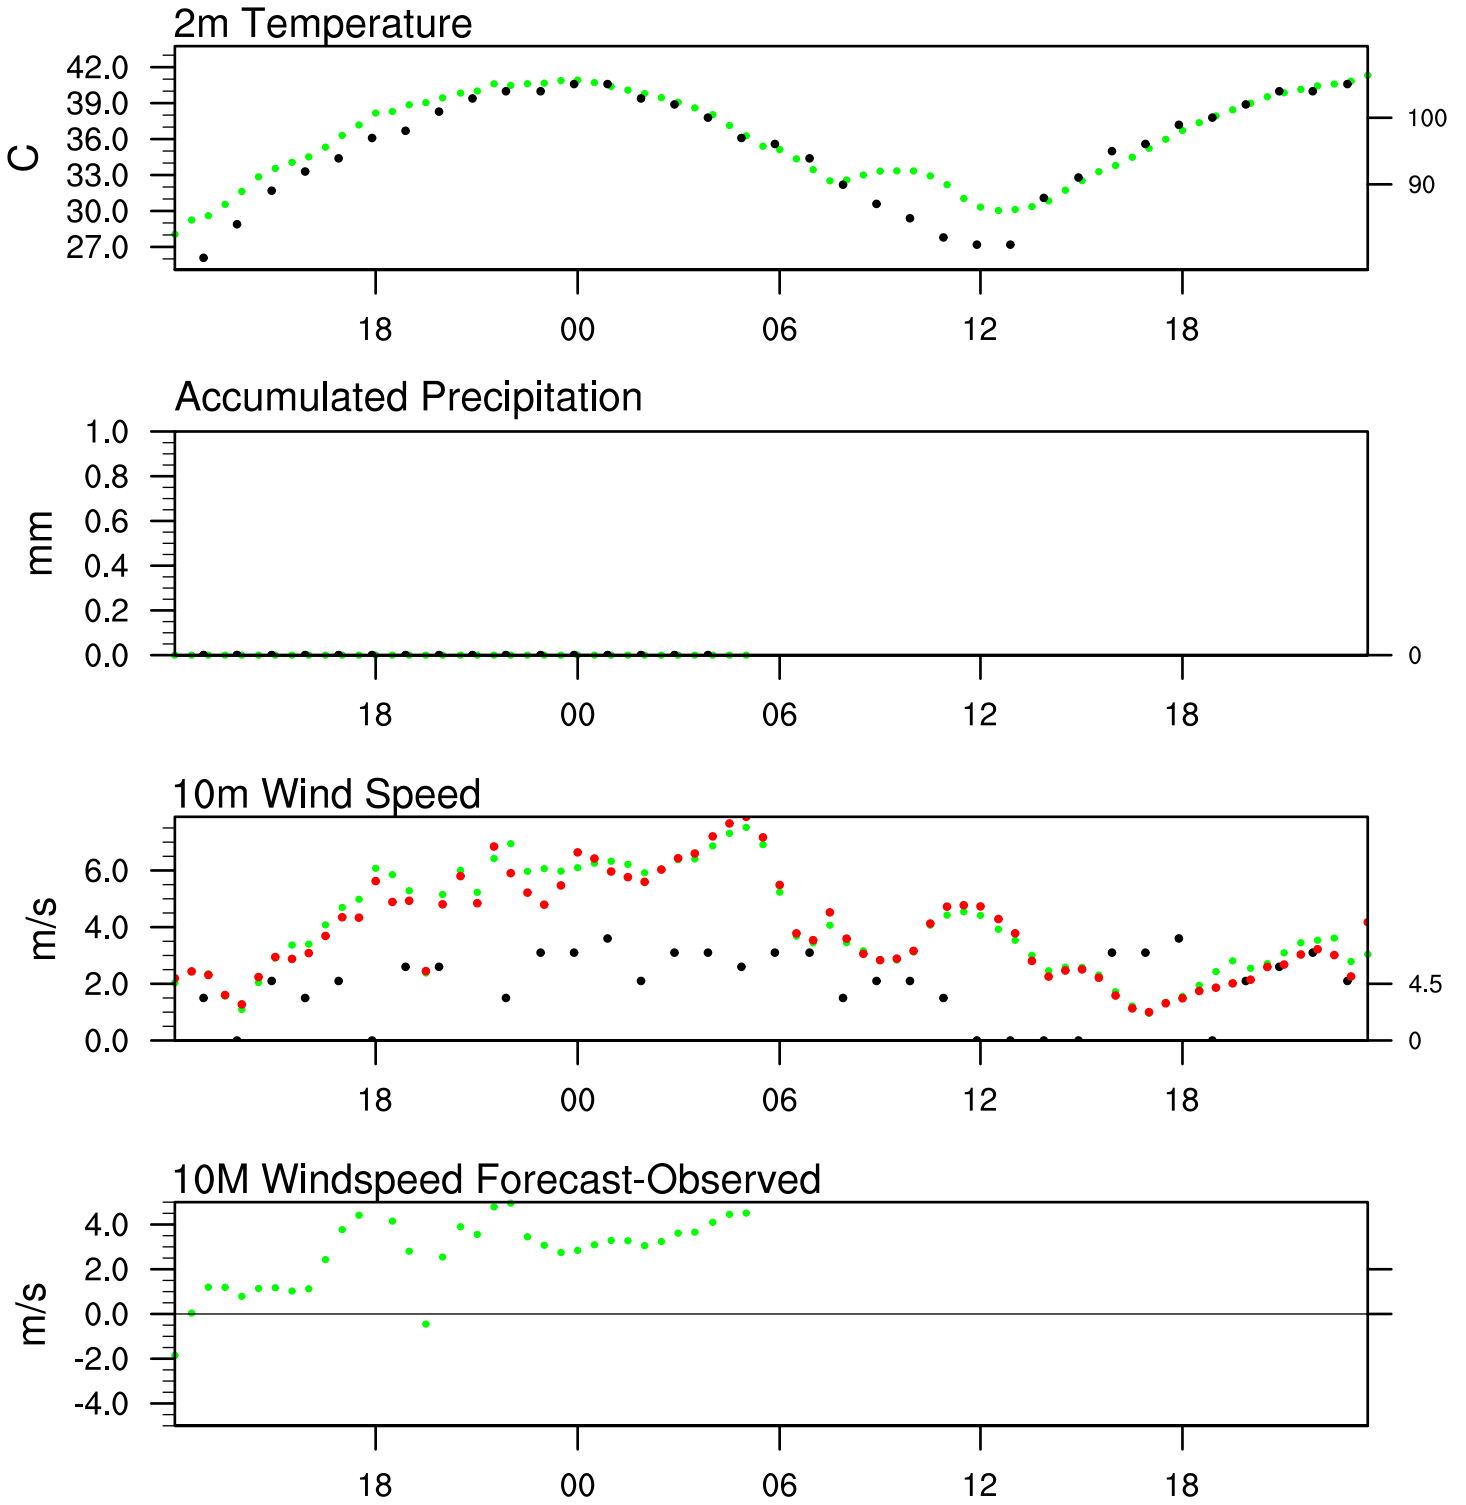 2m Temperature
42.0
39.0
36.0
33.0
30.0
27.0
C
100
90
18 00 06 12 18
Accumulated Precipitation
1.0
0.8
0.6
0.4
0.2
0.0
mm
0
18 00 06 12 18
10m Wind Speed
6.0
4.0
2.0
0.0
m/s
4.5
0
18 00 06 12 18
10M Windspeed Forecast-Observed
4.0
2.0
0.0
-2.0
-4.0
m/s
18 00 06 12 18